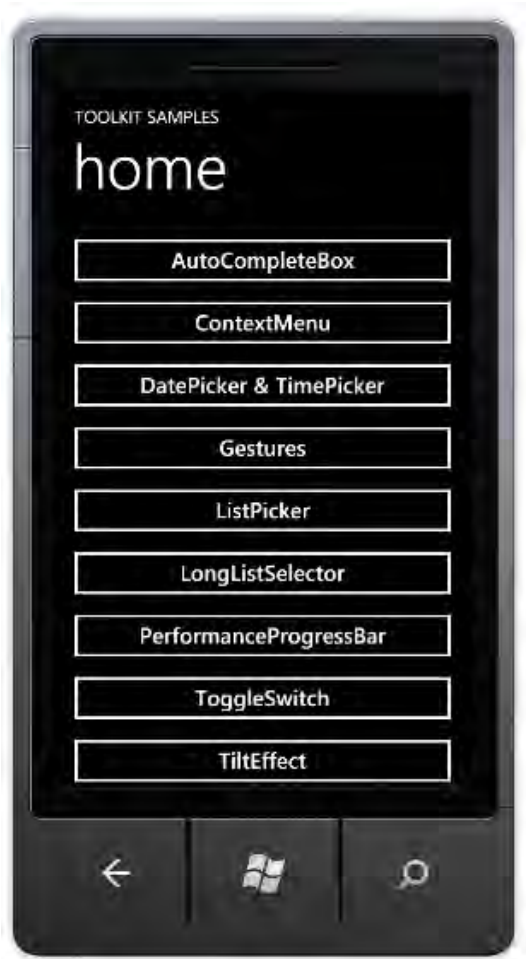 TOOLKIT SAMPLES
home
AutoCompleteBox
ContextMenu
DatePicker & TimePicker
Gestures
ListPicker
LongListSelector
PerformanceProgressBar
ToggleSwitch
TiltEffect